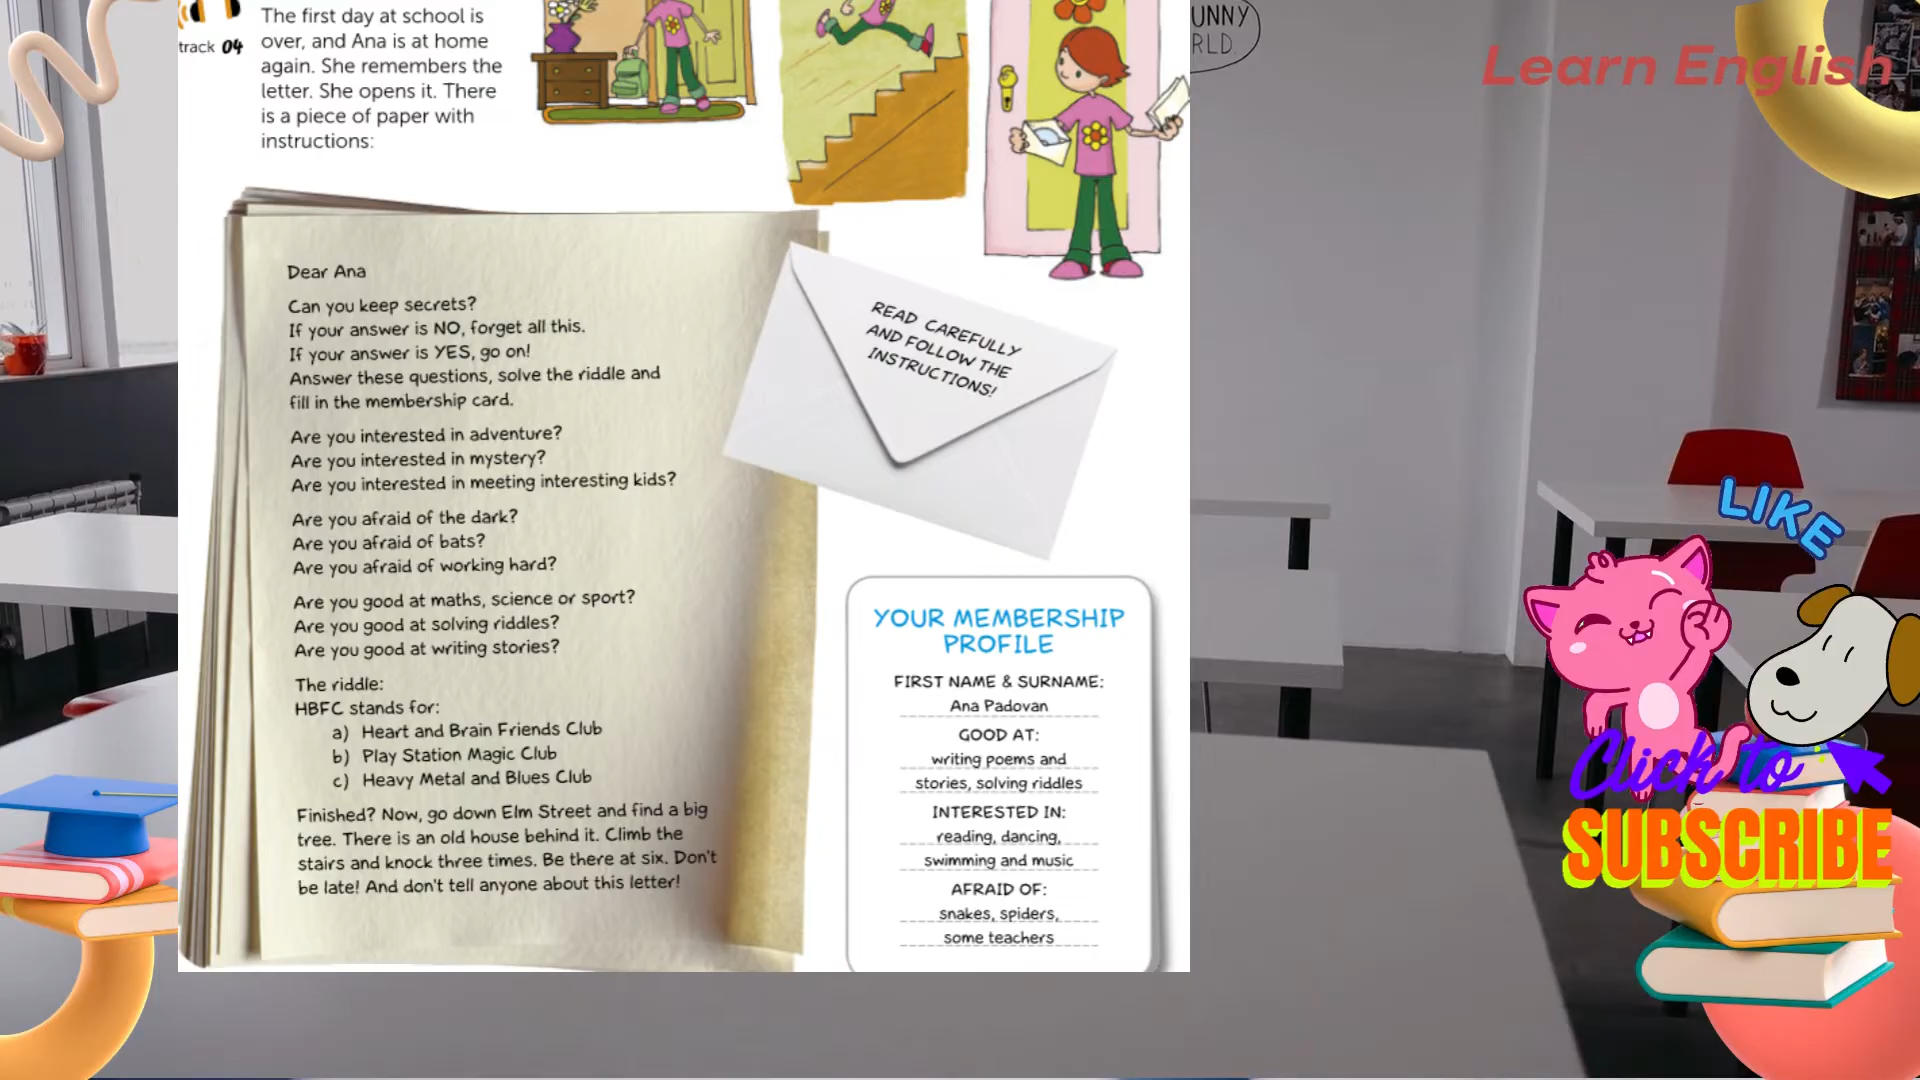 track 04
The first day at school is
over, and Ana is at home
again. She remembers the
letter. She opens it. There
is a piece of paper with
instructions:
UNNY
RLD.
Learn English
Dear Ana
Can you keep secrets?
If your answer is NO, forget all this.
If your answer is YES, go on!
Answer these questions, solve the riddle and
fill in the membership card.
Are you interested in adventure?
Are you interested in mystery?
Are you interested in meeting interesting kids?
Are you afraid of the dark?
Are you afraid of bats?
Are you afraid of working hard?
Are you good at maths, science or sport?
Are you good at solving riddles?
Are you good at writing stories?
The riddle:
HBFC stands for:
a) Heart and Brain Friends Club
b) Play Station Magic Club
c) Heavy Metal and Blues Club
Finished? Now, go down Elm Street and find a big
tree. There is an old house behind it. Climb the
stairs and knock three times. Be there at six. Don't
be late! And don't tell anyone about this letter!
READ CAREFULLY
AND FOLLOW THE
INSTRUCTIONS!
YOUR MEMBERSHIP
PROFILE
FIRST NAME & SURNAME:
Ana Padovan
GOOD AT:
writing poems and
stories, solving riddles
INTERESTED IN:
reading, dancing,
swimming and music
AFRAID OF:
snakes, spiders,
some teachers
LIKE
Click to
SUBSCRIBE